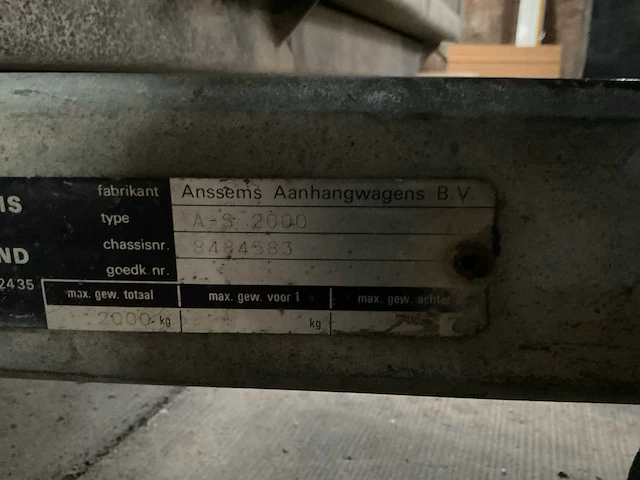 fabrikant Anssems Aanhangwagens B.V.
type A-S 2000
chassisnr. 8484583
goedk nr.
ND
2435
max. gew. totaal max. gew. voor 1 max. gew. achter
2000 kg kg